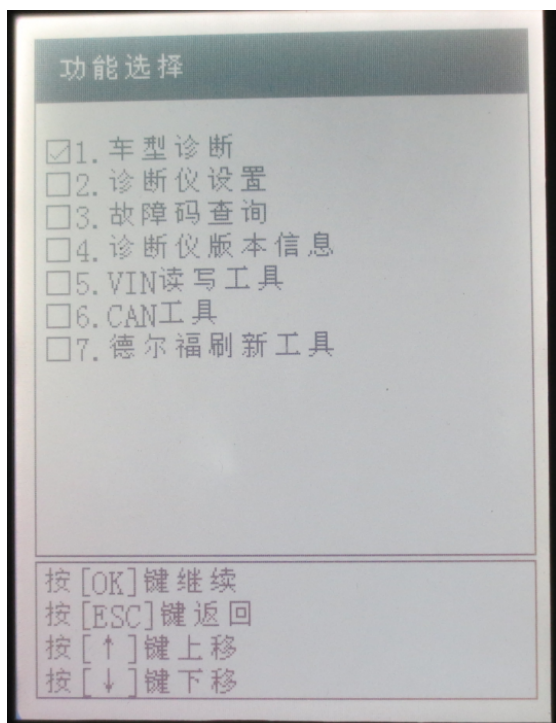 功能选择
☑1.车型诊断
☐2.诊断仪设置
☐3.故障码查询
☐4.诊断仪版本信息
☐5.VIN读写工具
☐6.CAN工具
☐7.德尔福刷新工具
按[OK]键继续
按[ESC]键返回
按[↑]键上移
按[↓]键下移